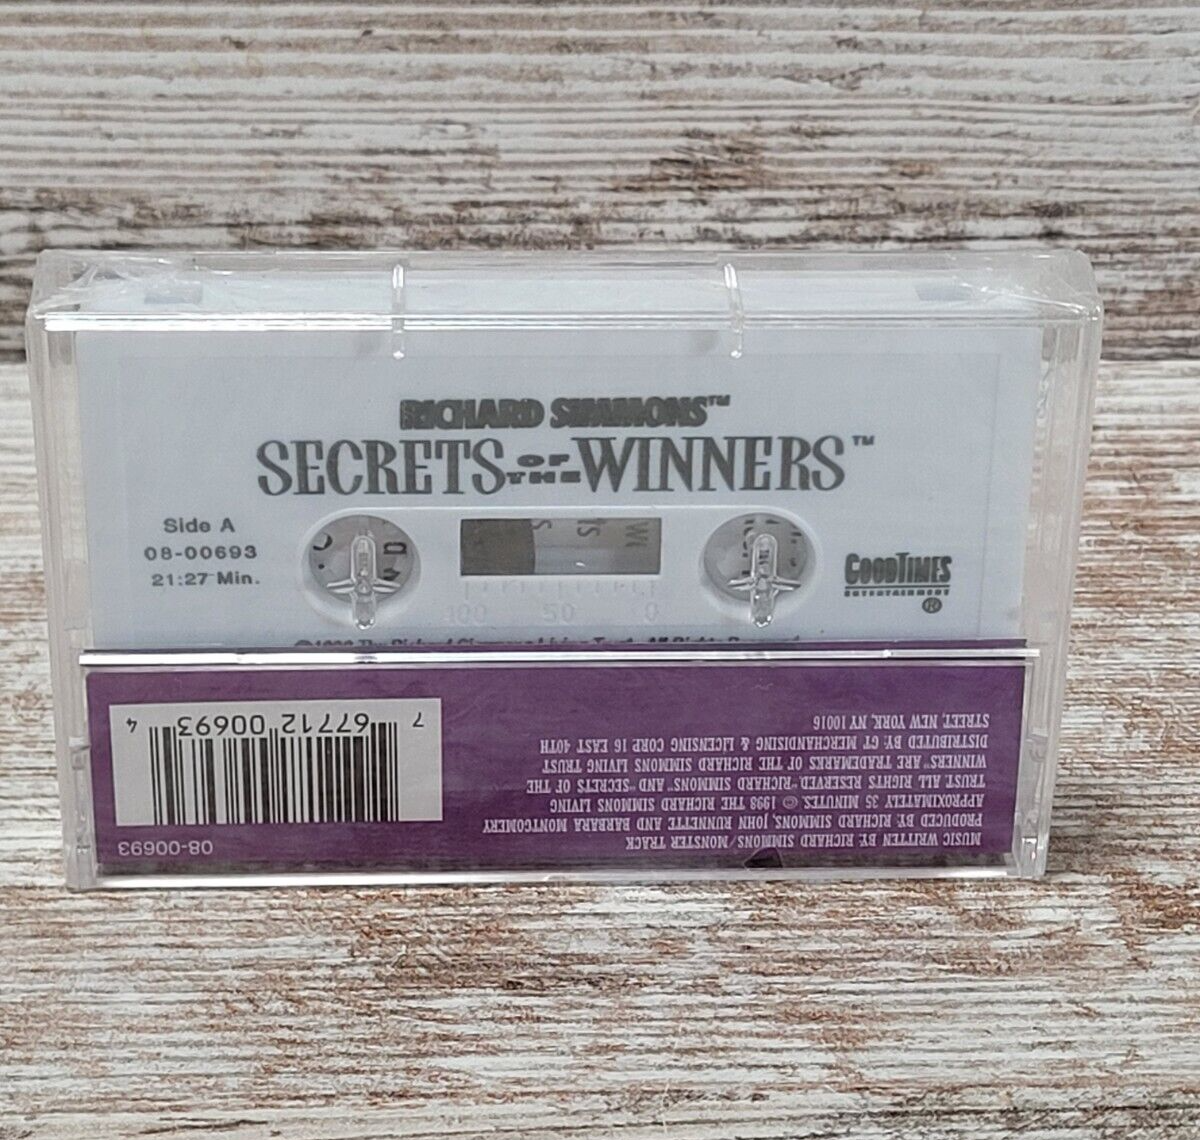 RICHARD SIMMONS™
SECRETS OF THE WINNERS™
Side A
08-00693
21:27 Min.
GOODTIMES
ENTERTAINMENT
®
100 50 0
MUSIC WRITTEN BY: RICHARD SIMMONS/MONSTER TRACK
PRODUCED BY: RICHARD SIMMONS, JOHN RUNNETTE AND BARBARA MONTGOMERY
APPROXIMATELY 35 MINUTES. © 1998 THE RICHARD SIMMONS LIVING
TRUST. ALL RIGHTS RESERVED. "RICHARD SIMMONS" AND "SECRETS OF THE
WINNERS" ARE TRADEMARKS OF THE RICHARD SIMMONS LIVING TRUST
DISTRIBUTED BY: GT MERCHANDISING & LICENSING CORP. 16 EAST 40TH
STREET, NEW YORK, NY 10016
08-00693
7 67712 00693 4